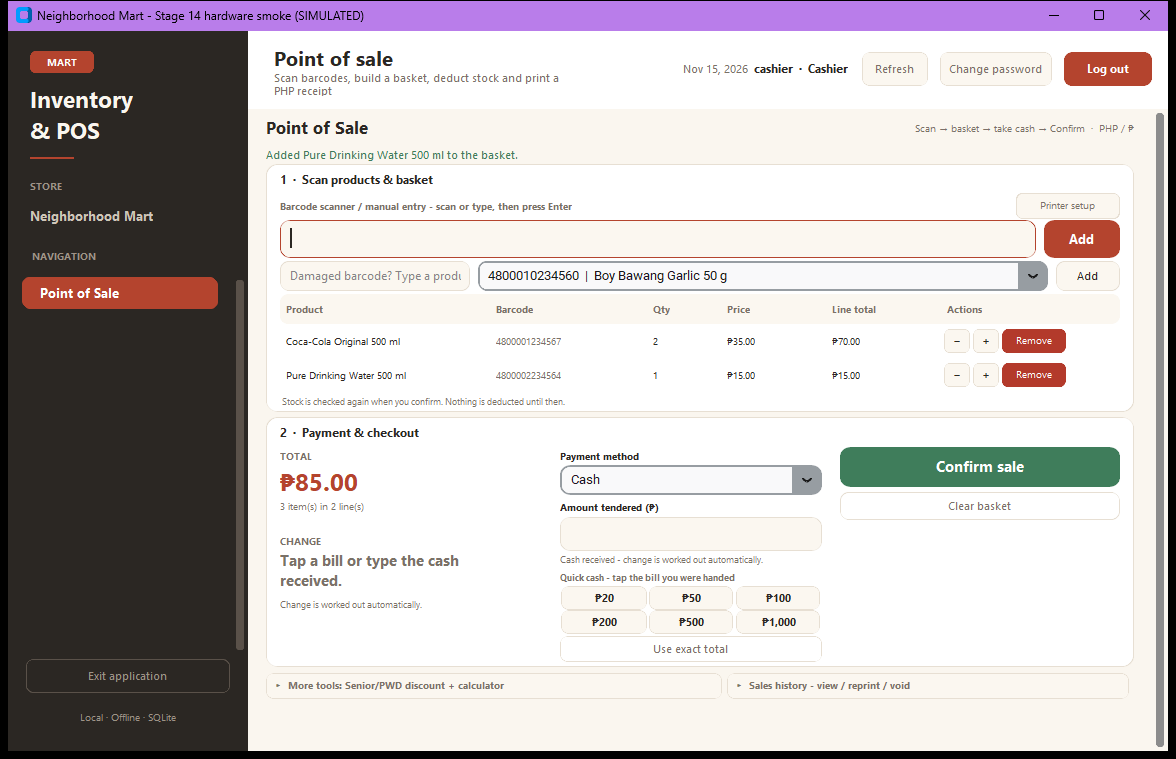 Neighborhood Mart - Stage 14 hardware smoke (SIMULATED)
MART
Inventory
& POS
STORE
Neighborhood Mart
NAVIGATION
Point of Sale
Exit application
Local · Offline · SQLite
Point of sale
Scan barcodes, build a basket, deduct stock and print a
PHP receipt
Nov 15, 2026 cashier · Cashier
Refresh
Change password
Log out
Point of Sale
Scan → basket → take cash → Confirm · PHP / ₱
Added Pure Drinking Water 500 ml to the basket.
1 · Scan products & basket
Barcode scanner / manual entry - scan or type, then press Enter
Printer setup
Add
Damaged barcode? Type a produ
4800010234560 | Boy Bawang Garlic 50 g
Add
Product Barcode Qty Price Line total Actions
Coca-Cola Original 500 ml 4800001234567 2 ₱35.00 ₱70.00 − + Remove
Pure Drinking Water 500 ml 4800002234564 1 ₱15.00 ₱15.00 − + Remove
Stock is checked again when you confirm. Nothing is deducted until then.
2 · Payment & checkout
TOTAL
₱85.00
3 item(s) in 2 line(s)
CHANGE
Tap a bill or type the cash
received.
Change is worked out automatically.
Payment method
Cash
Amount tendered (₱)
Cash received - change is worked out automatically.
Quick cash - tap the bill you were handed
₱20 ₱50 ₱100
₱200 ₱500 ₱1,000
Use exact total
Confirm sale
Clear basket
More tools: Senior/PWD discount + calculator
Sales history - view / reprint / void